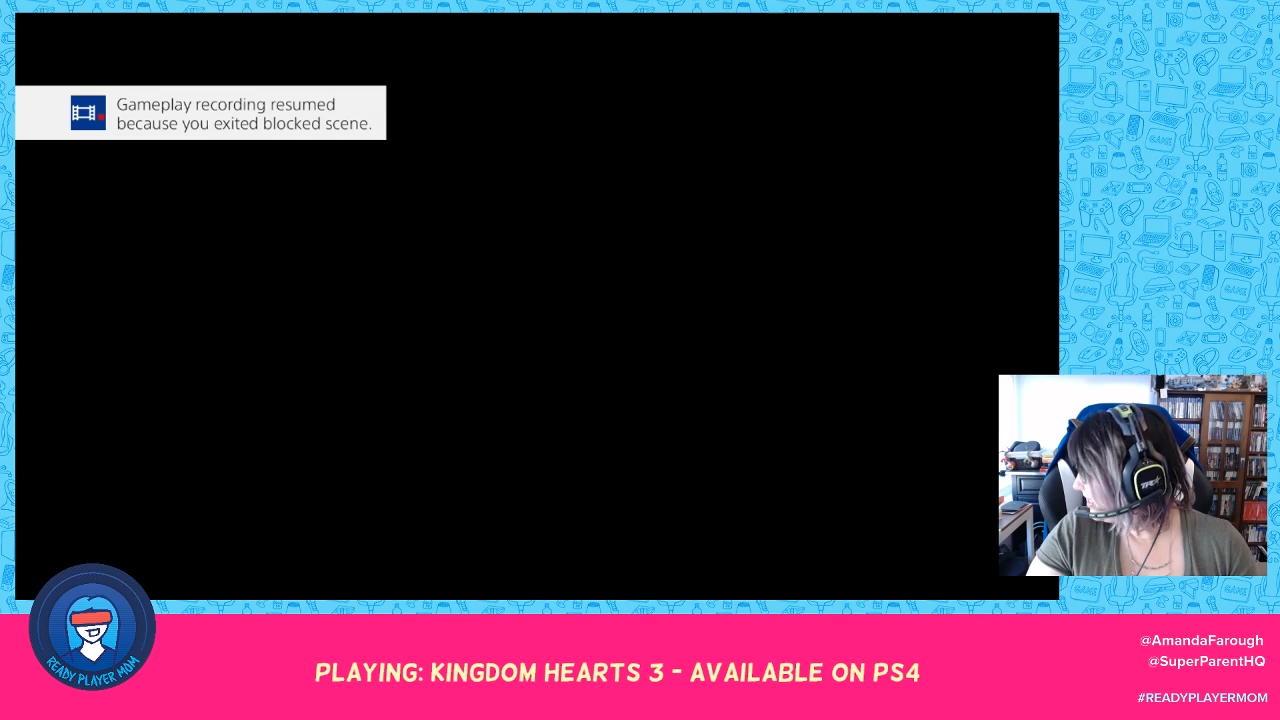 Gameplay recording resumed
because you exited blocked scene.
READY PLAYER MOM
PLAYING: KINGDOM HEARTS 3 - AVAILABLE ON PS4
@AmandaFarough
@SuperParentHQ
#READYPLAYERMOM